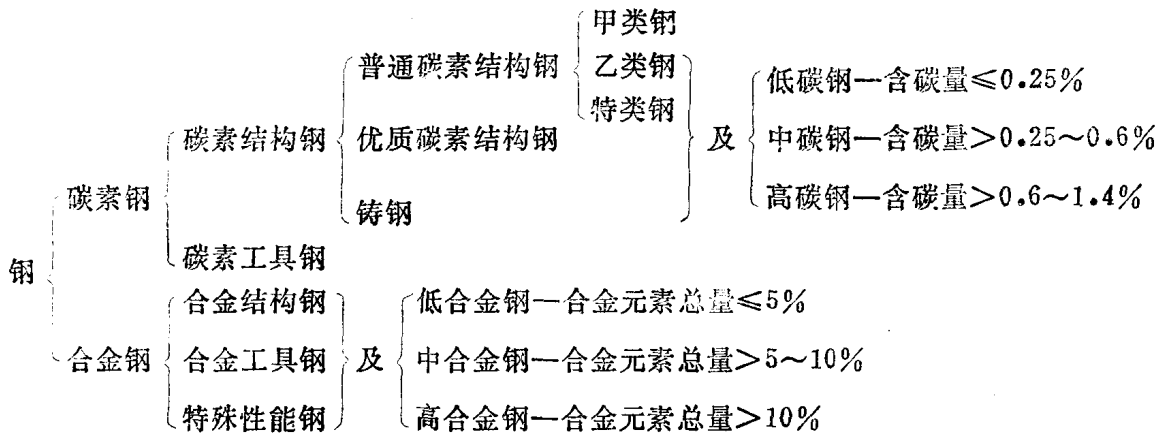 甲类钢
普通碳素结构钢 乙类钢
低碳钢—含碳量≤0.25%
特类钢
碳素结构钢 优质碳素结构钢 及 中碳钢—含碳量>0.25~0.6%
碳素钢 高碳钢—含碳量>0.6~1.4%
铸钢
碳素工具钢
钢
合金结构钢 低合金钢—合金元素总量≤5%
合金钢 合金工具钢 及 中合金钢—合金元素总量>5~10%
特殊性能钢 高合金钢—合金元素总量>10%